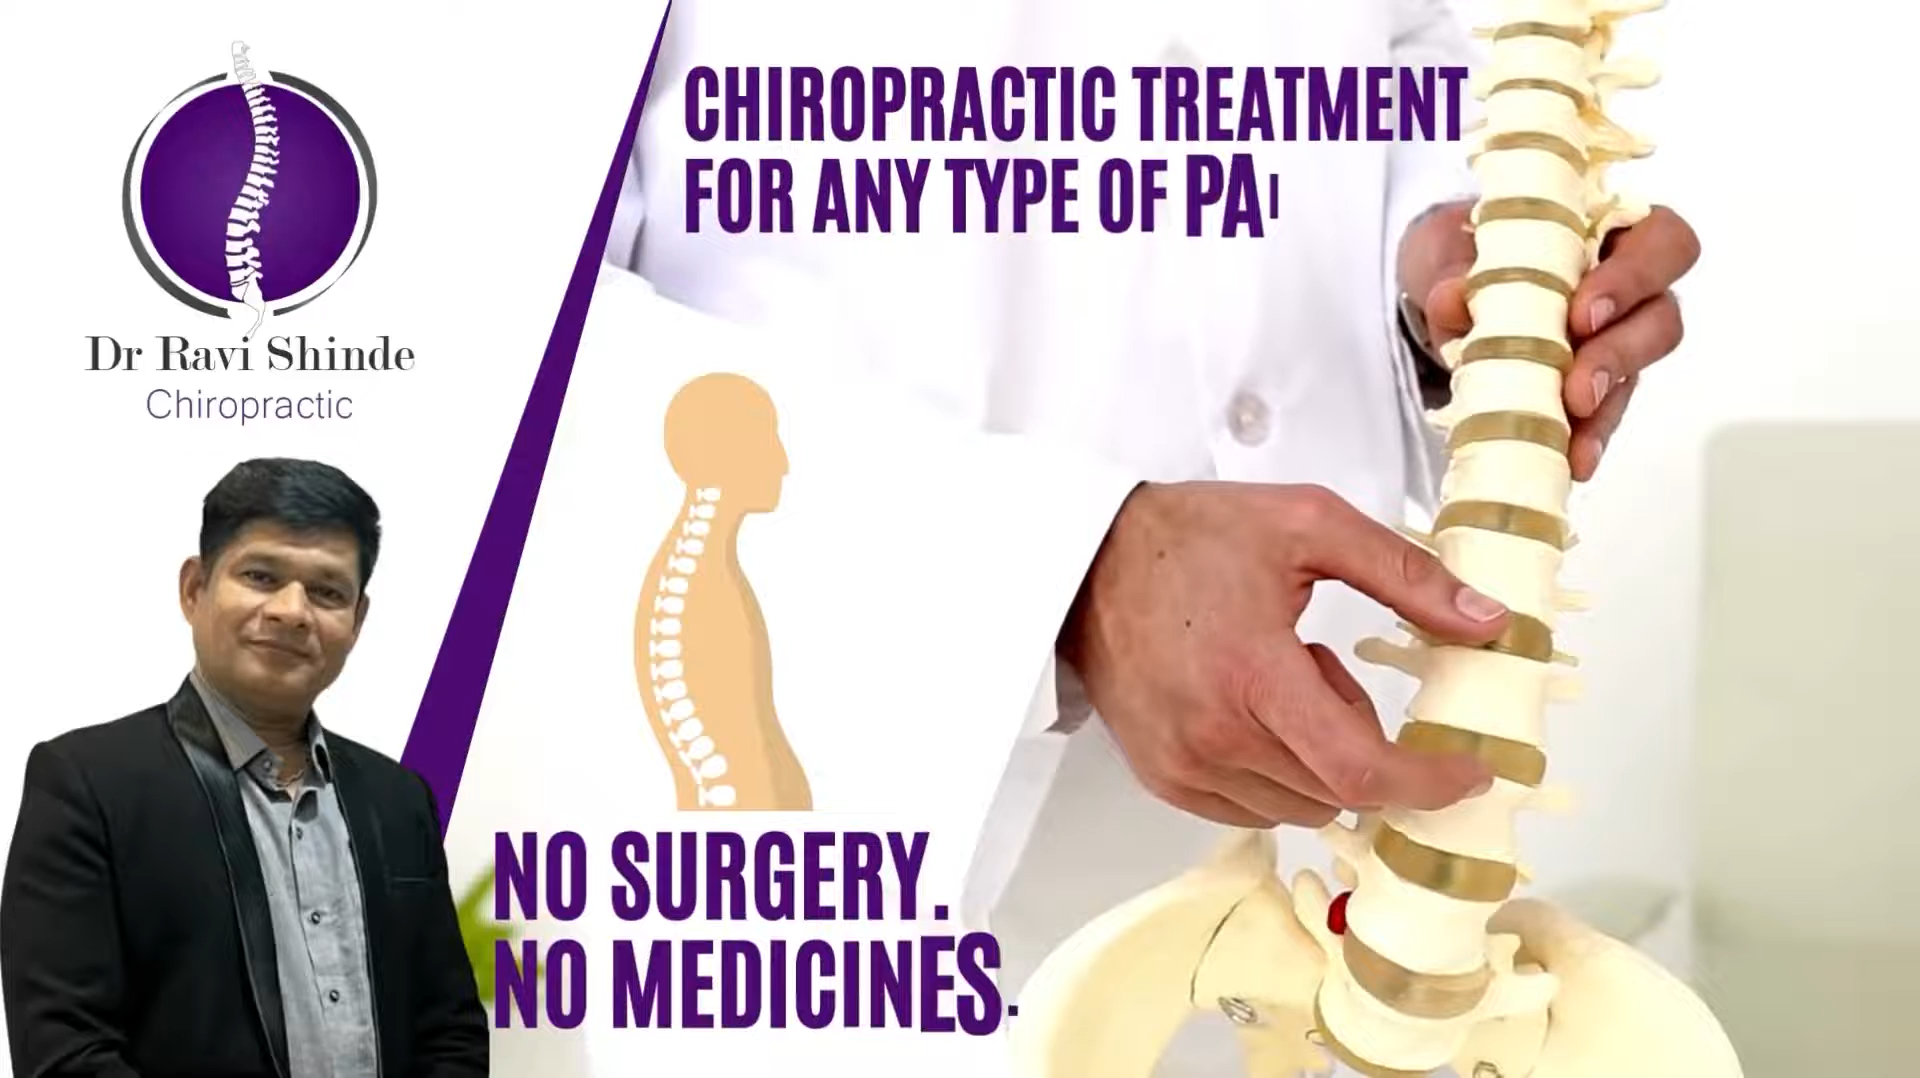 Dr Ravi Shinde
Chiropractic
CHIROPRACTIC TREATMENT
FOR ANY TYPE OF PA
NO SURGERY.
NO MEDICINES.